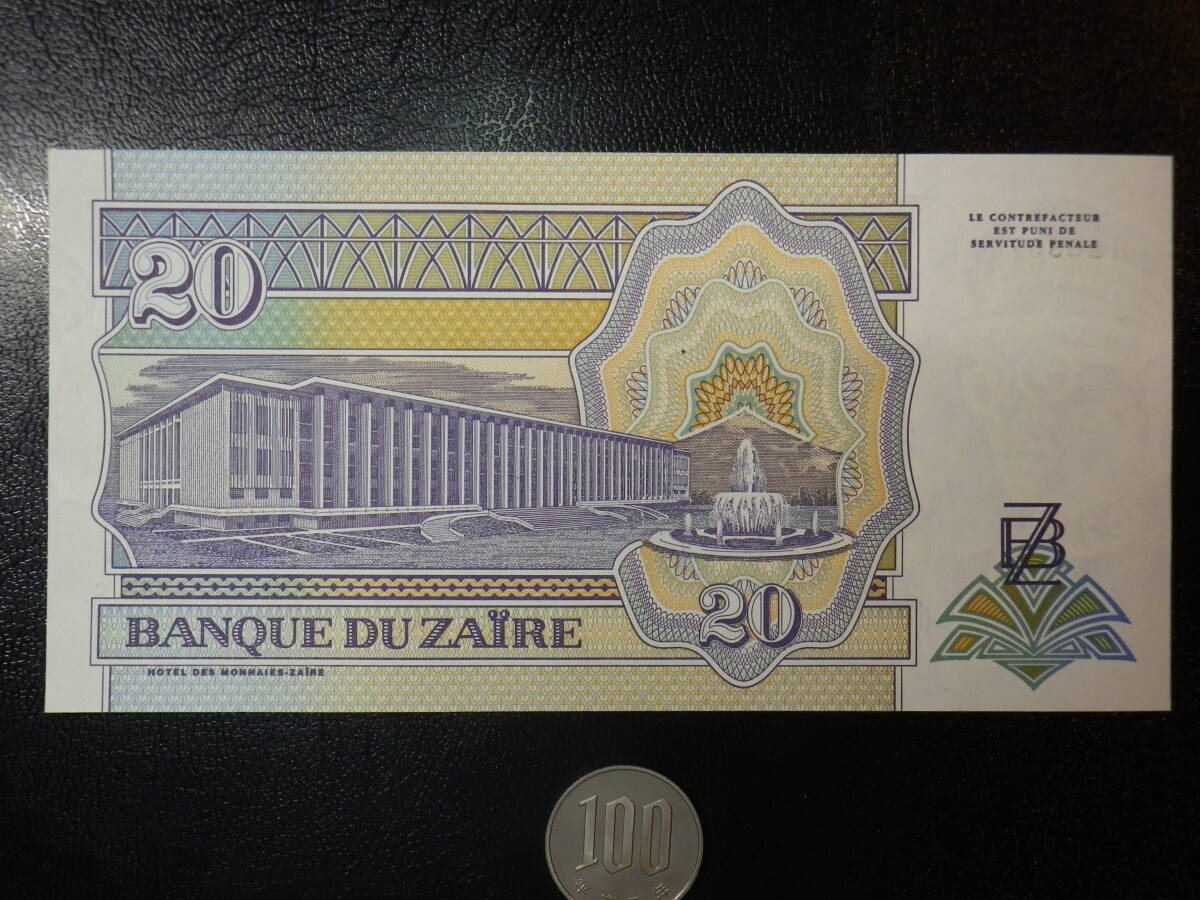 20
LE CONTREFACTEUR
EST PUNI DE
SERVITUDE PENALE
BZ
20
BANQUE DU ZAÏRE
HOTEL DES MONNAIES-ZAÏRE
100